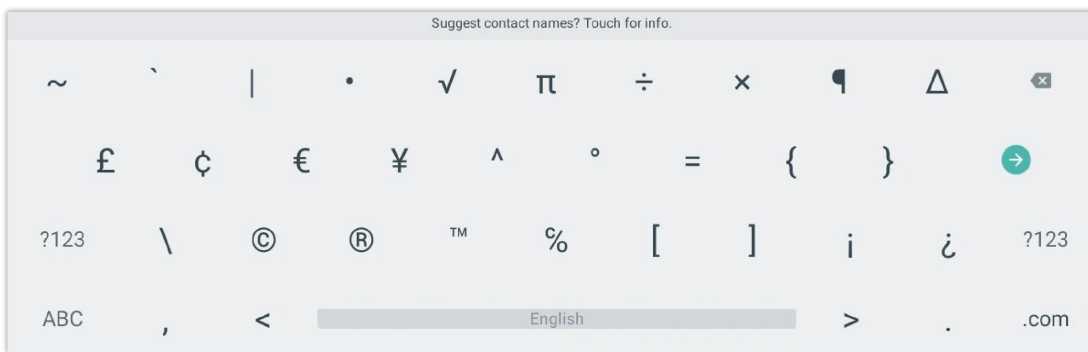 Suggest contact names? Touch for info.
~ ` | • √ π ÷ × ¶ Δ
£ ¢ € ¥ ^ ° = { }
?123 \ © ® ™ ℅ [ ] ¡ ¿ ?123
ABC , < English > . .com